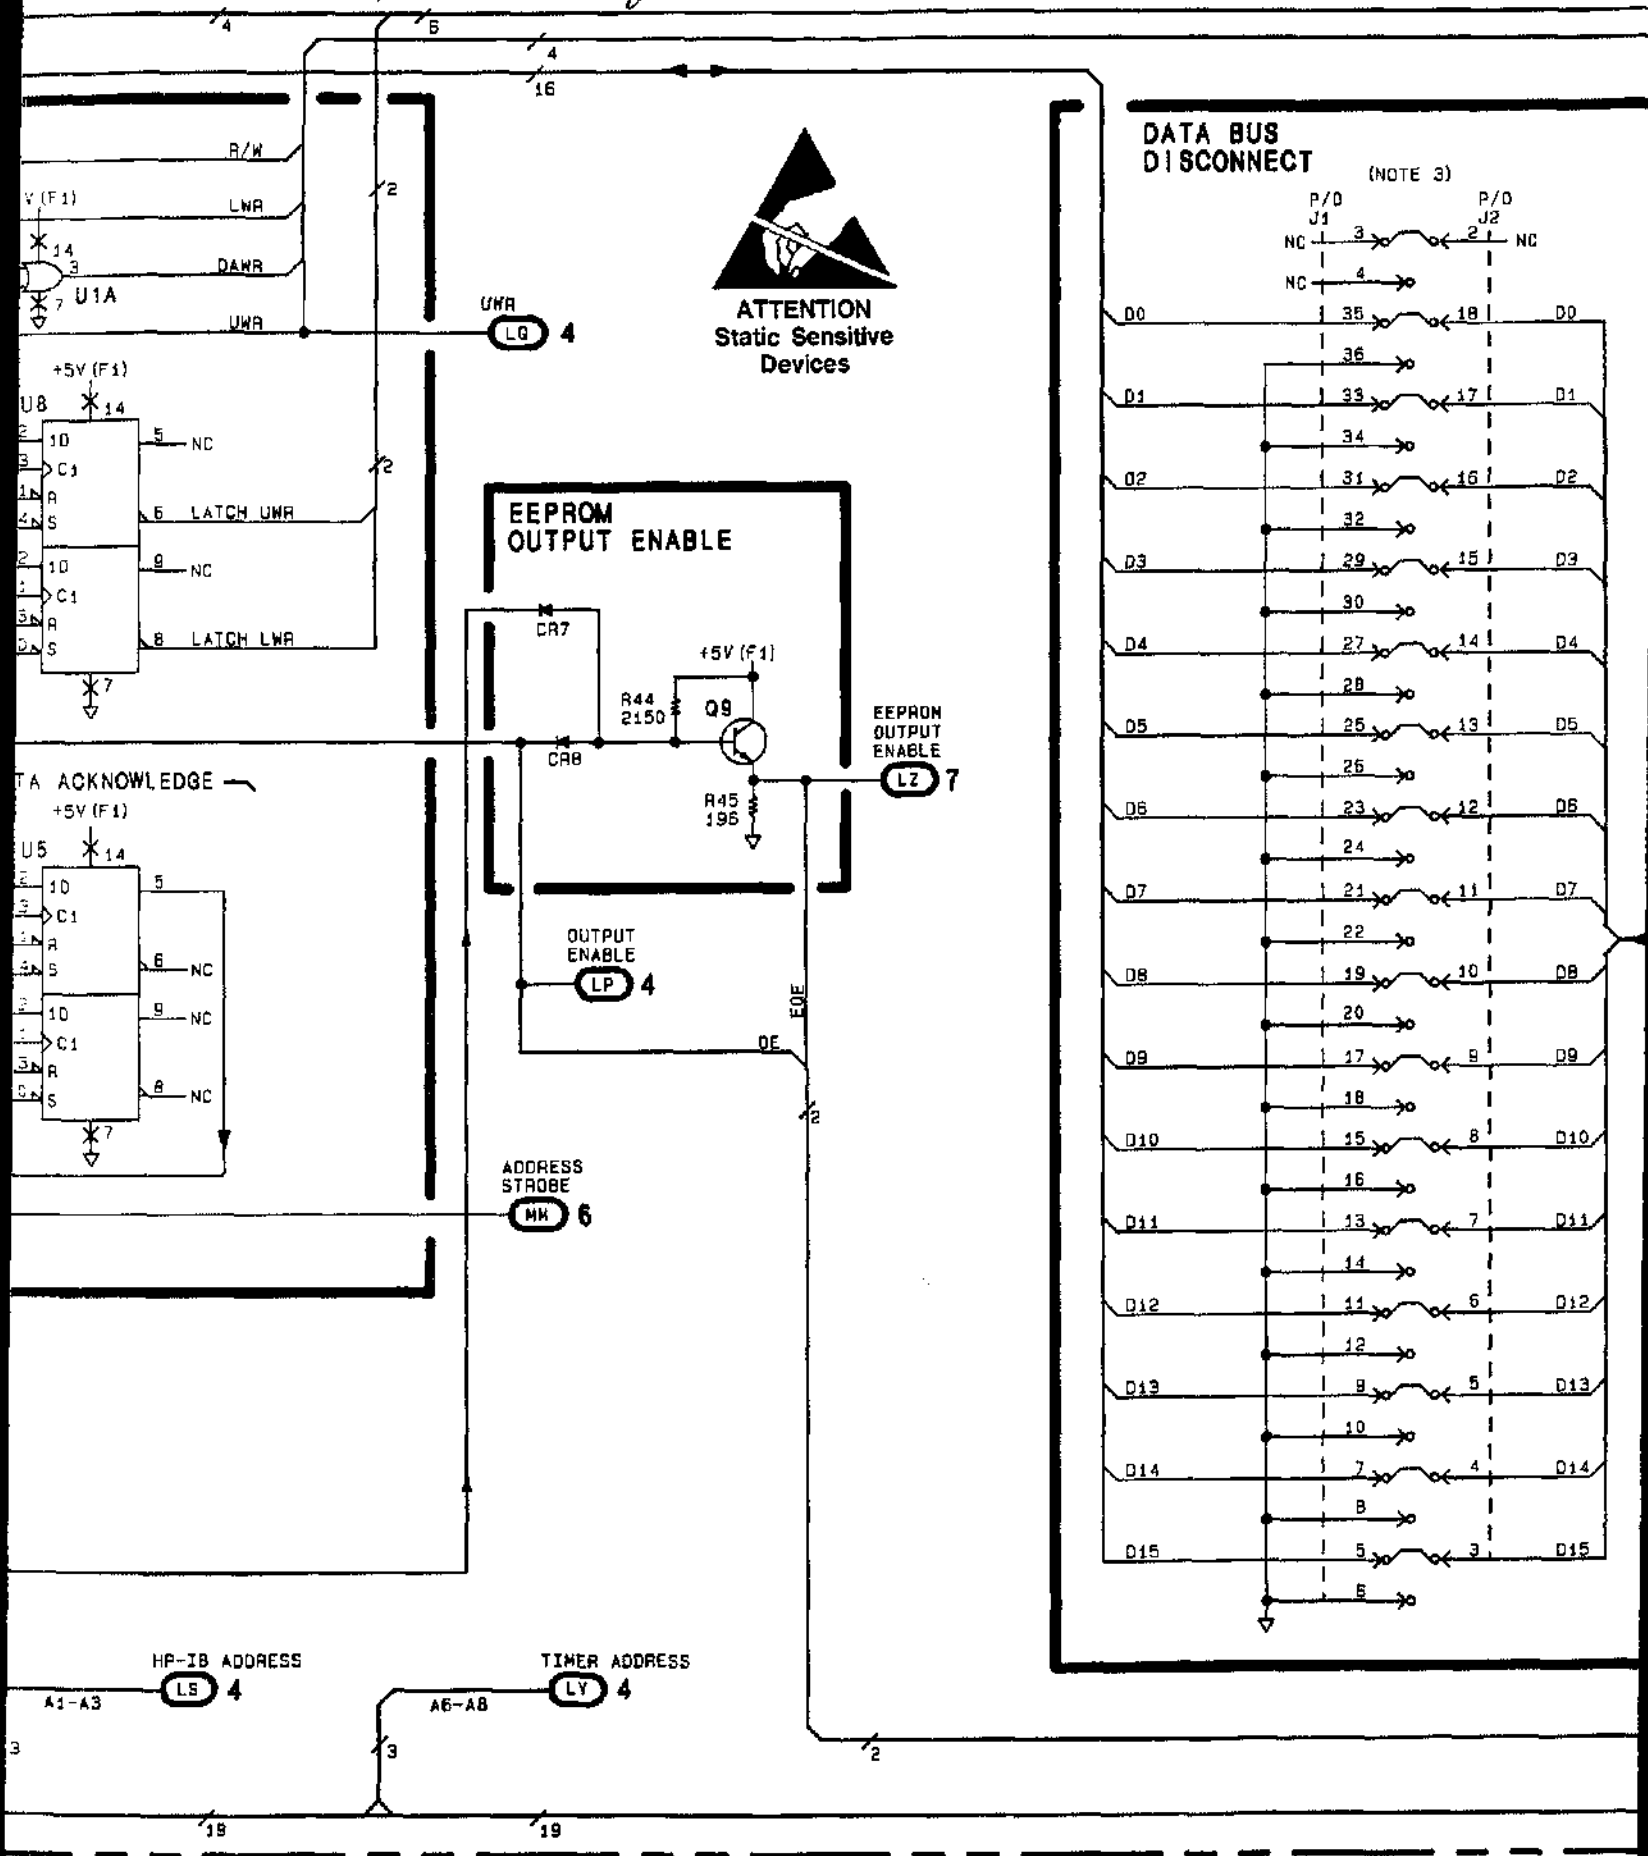 4
6
4
16
R/W
LWR
DAWR
UWR
V(F1)
14
3
7
U1A
2
UWR
LG 4
ATTENTION
Static Sensitive
Devices
+5V(F1)
U8
14
2 1D 5 NC
3 C1
1 R
4 S 6 LATCH UWR
2
1D 9 NC
C1
R
S 8 LATCH LWR
7
EEPROM
OUTPUT ENABLE
CR7
+5V(F1)
R44
2150
Q9
CR8
R45
196
EEPROM
OUTPUT
ENABLE
LZ 7
TA ACKNOWLEDGE
+5V(F1)
U5
14
1D 5
C1
R
S 6 NC
1D 9 NC
C1
R
S 8 NC
7
OUTPUT
ENABLE
LP 4
EOE
OE
2
ADDRESS
STROBE
MM 6
HP-IB ADDRESS
A1-A3 LS 4
TIMER ADDRESS
A6-A8 LY 4
3
3
2
19
19
DATA BUS
DISCONNECT
(NOTE 3)
P/O P/O
J1 J2
NC 3 2 NC
NC 4
D0 35 18 D0
36
D1 33 17 D1
34
D2 31 16 D2
32
D3 29 15 D3
30
D4 27 14 D4
28
D5 25 13 D5
26
D6 23 12 D6
24
D7 21 11 D7
22
D8 19 10 D8
20
D9 17 9 D9
18
D10 15 8 D10
16
D11 13 7 D11
14
D12 11 6 D12
12
D13 9 5 D13
10
D14 7 4 D14
8
D15 5 3 D15
6